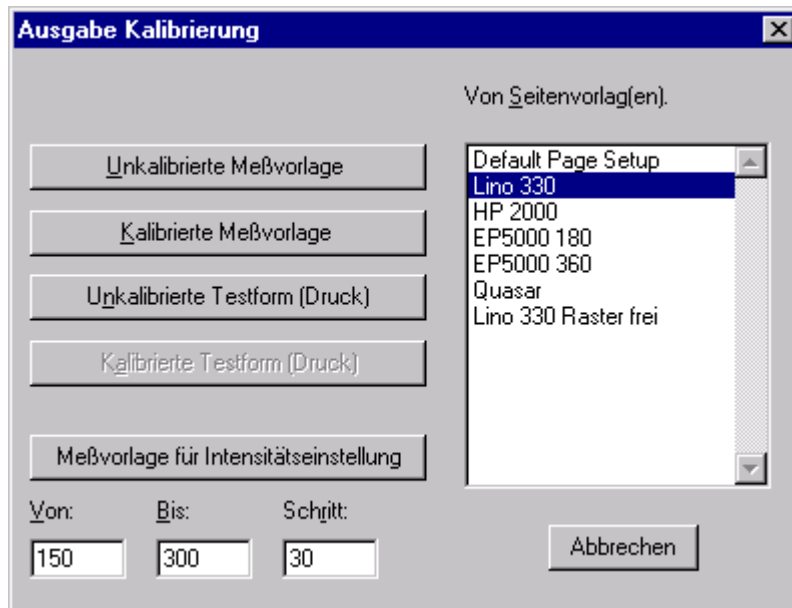 Ausgabe Kalibrierung
Von Seitenvorlag(en).
Unkalibrierte Meßvorlage
Kalibrierte Meßvorlage
Unkalibrierte Testform (Druck)
Kalibrierte Testform (Druck)
Meßvorlage für Intensitätseinstellung
Default Page Setup
Lino 330
HP 2000
EP5000 180
EP5000 360
Quasar
Lino 330 Raster frei
Von: Bis: Schritt:
150 300 30
Abbrechen